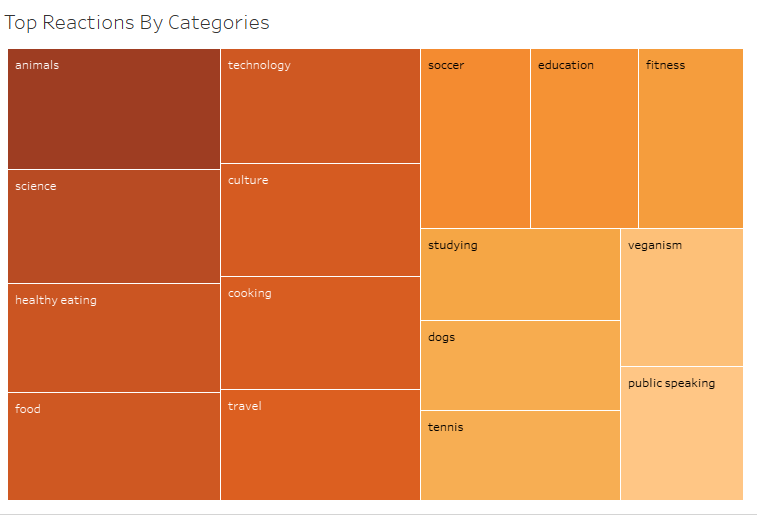 Top Reactions By Categories
animals
science
healthy eating
food
technology
culture
cooking
travel
soccer
education
fitness
studying
dogs
tennis
veganism
public speaking